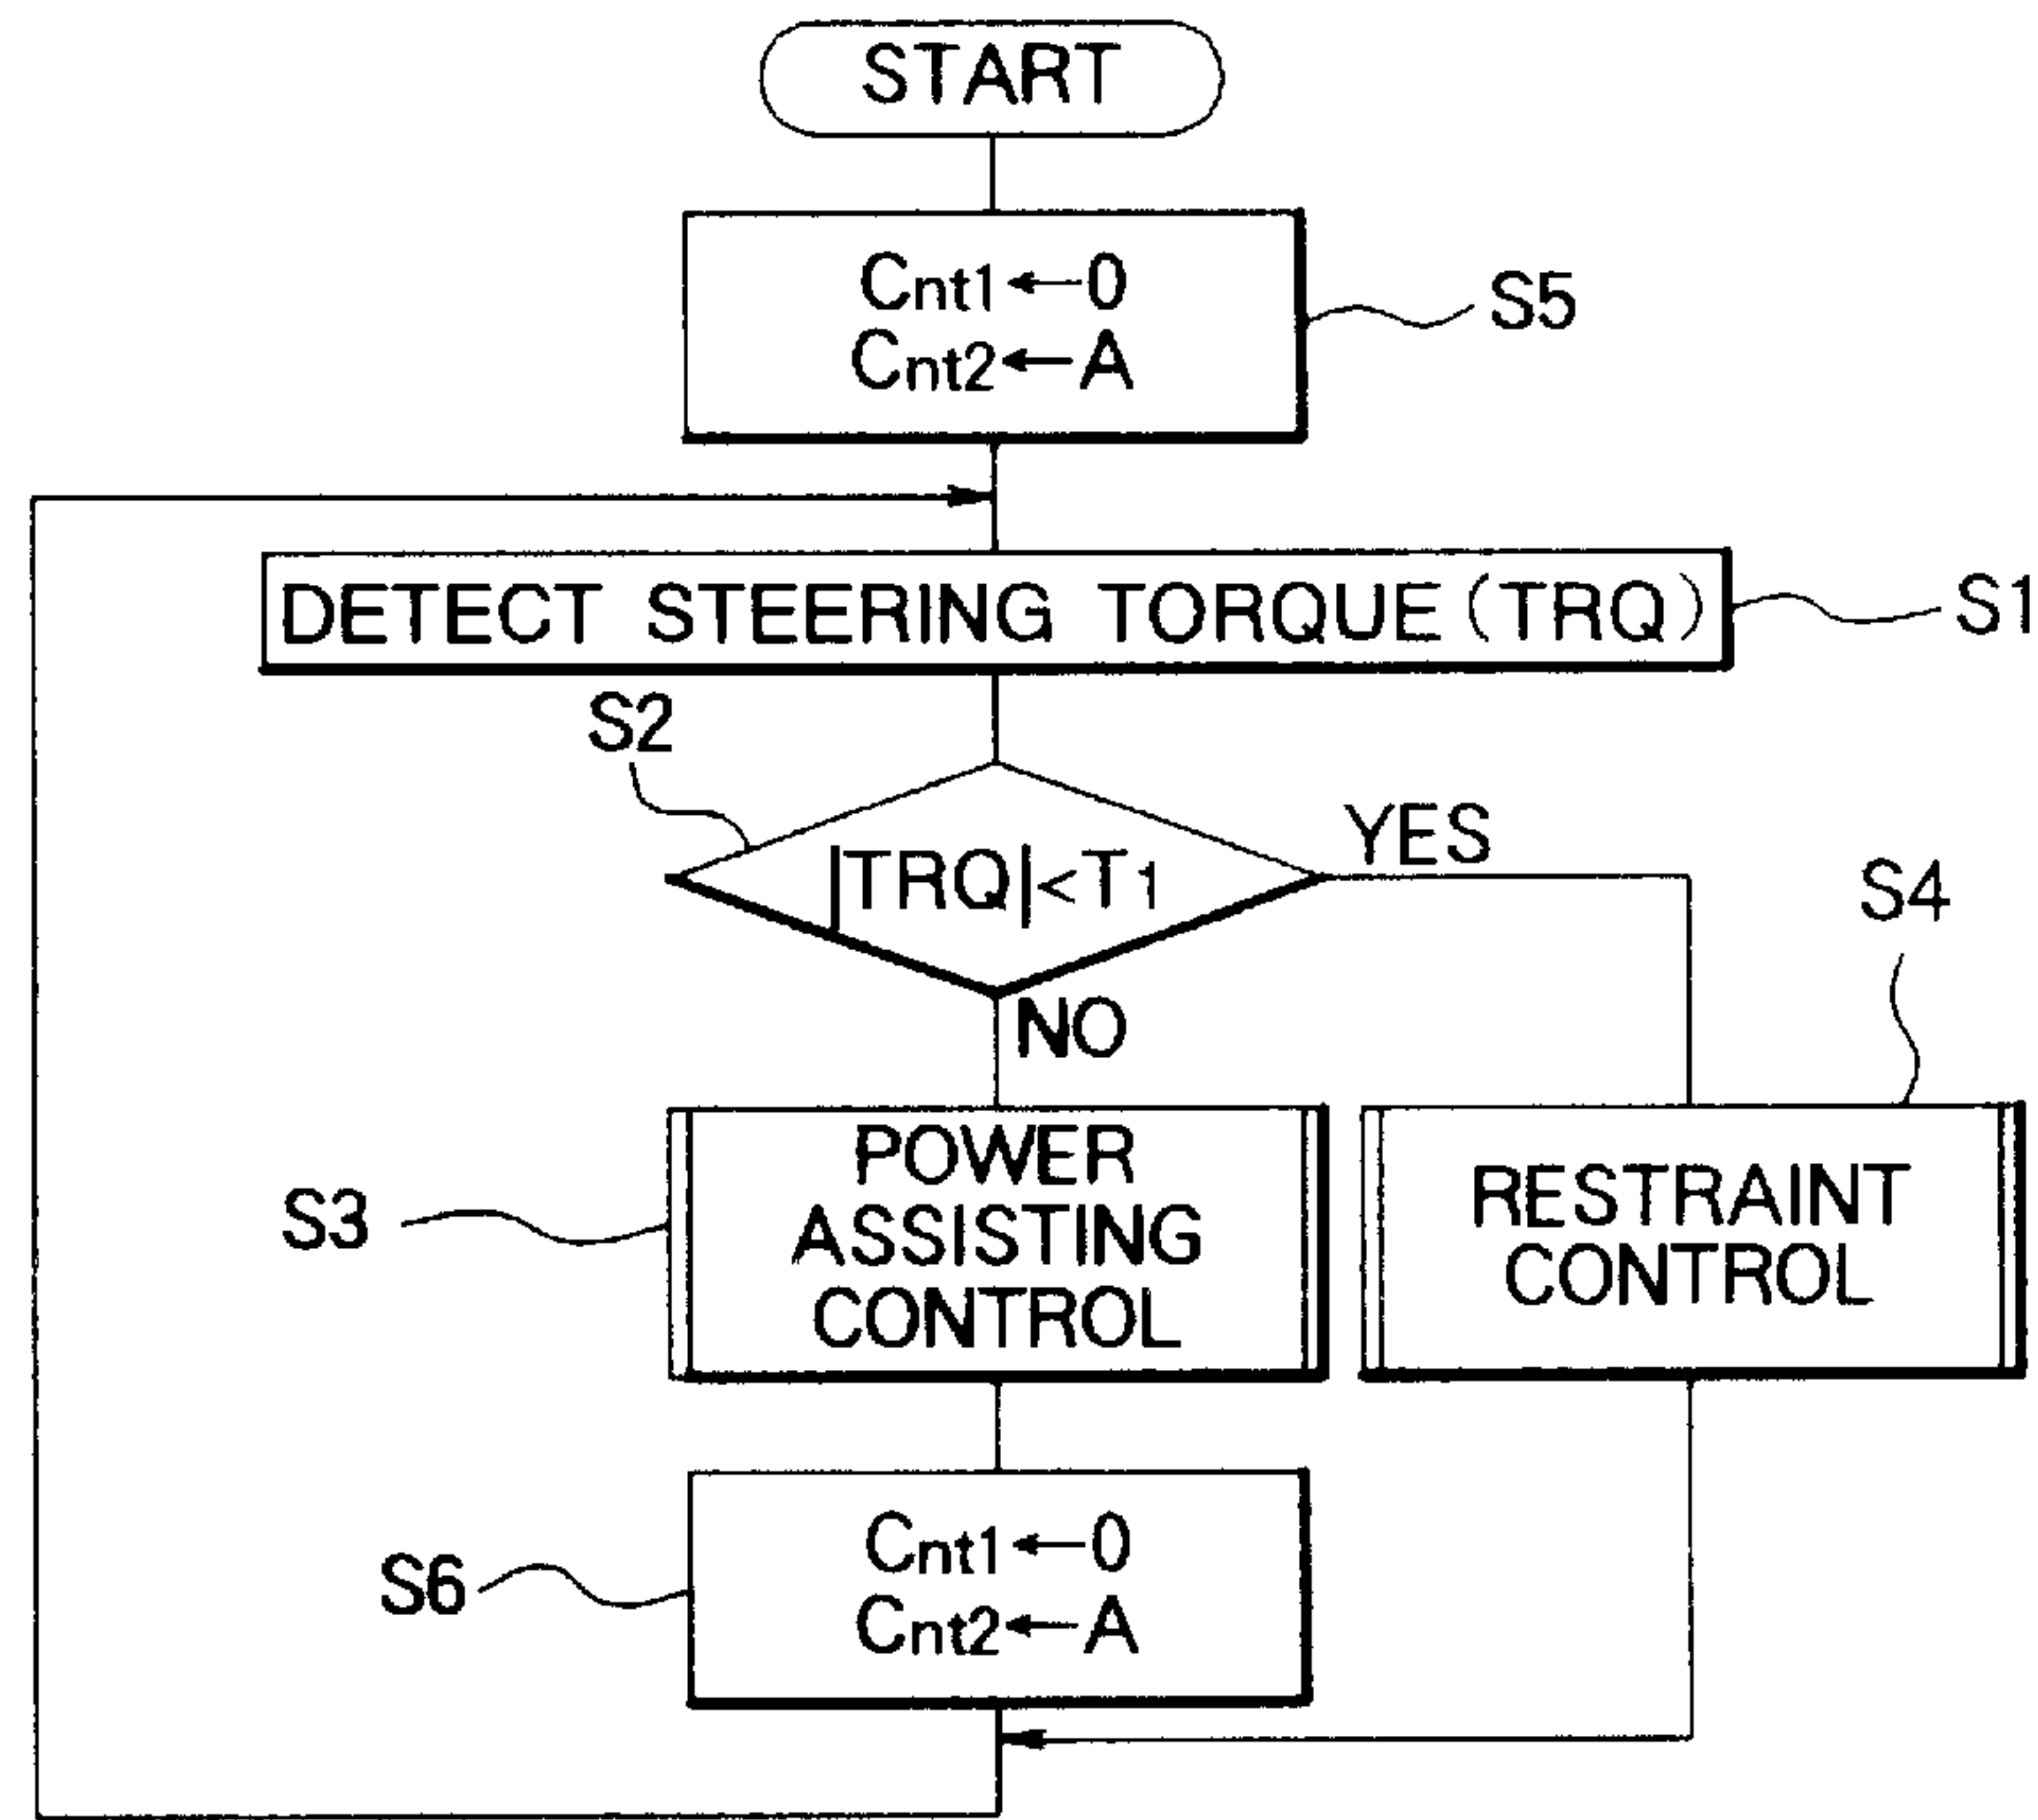 START
Cnt1←0
Cnt2←A
S5
DETECT STEERING TORQUE(TRQ)
S1
S2
|TRQ|<T1
YES
NO
S4
S3
POWER
ASSISTING
CONTROL
RESTRAINT
CONTROL
S6
Cnt1←0
Cnt2←A